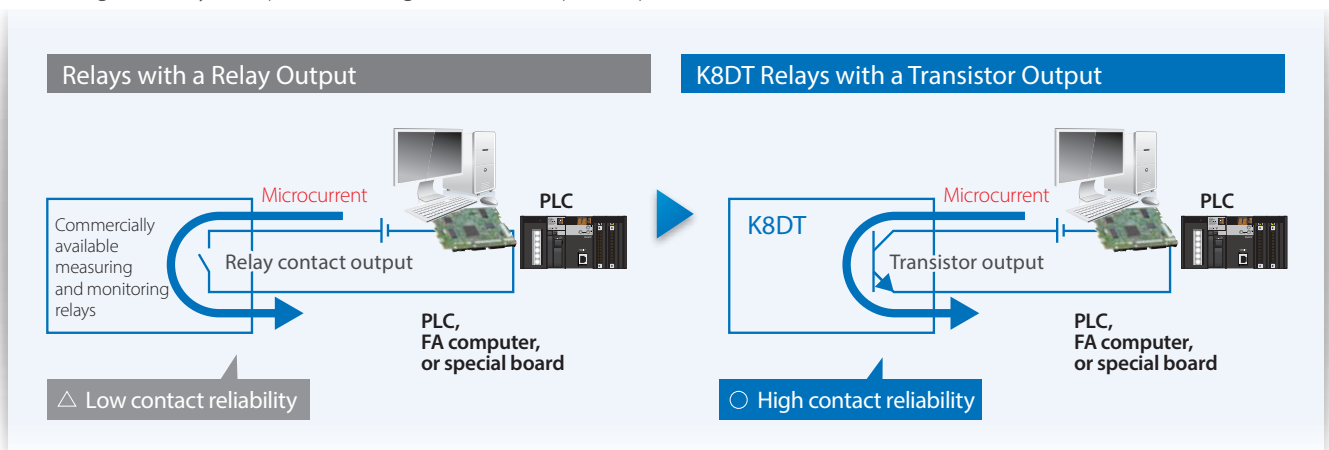 Relays with a Relay Output
Microcurrent
PLC
Commercially
available
measuring
and monitoring
relays
Relay contact output
PLC,
FA computer,
or special board
△ Low contact reliability
K8DT Relays with a Transistor Output
Microcurrent
PLC
K8DT
Transistor output
PLC,
FA computer,
or special board
○ High contact reliability